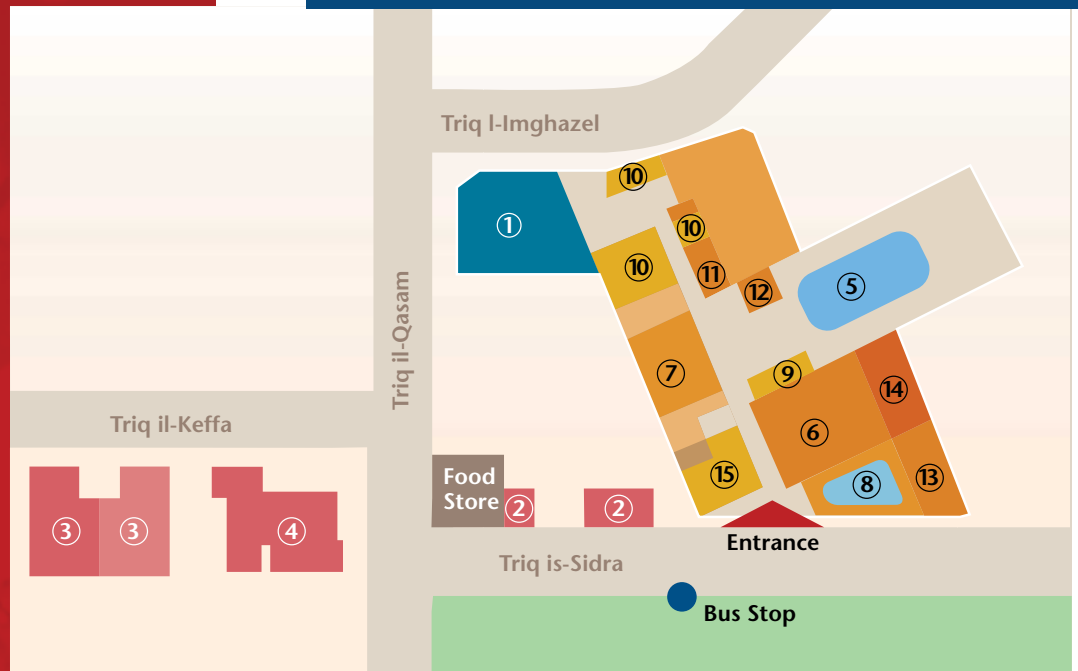 Triq l-Imghazel
10
1
10
10
11
12
5
Triq il-Qasam
7
9
14
6
Triq il-Keffa
Food
Store
15
8
13
2
2
3
3
4
Entrance
Triq is-Sidra
Bus Stop